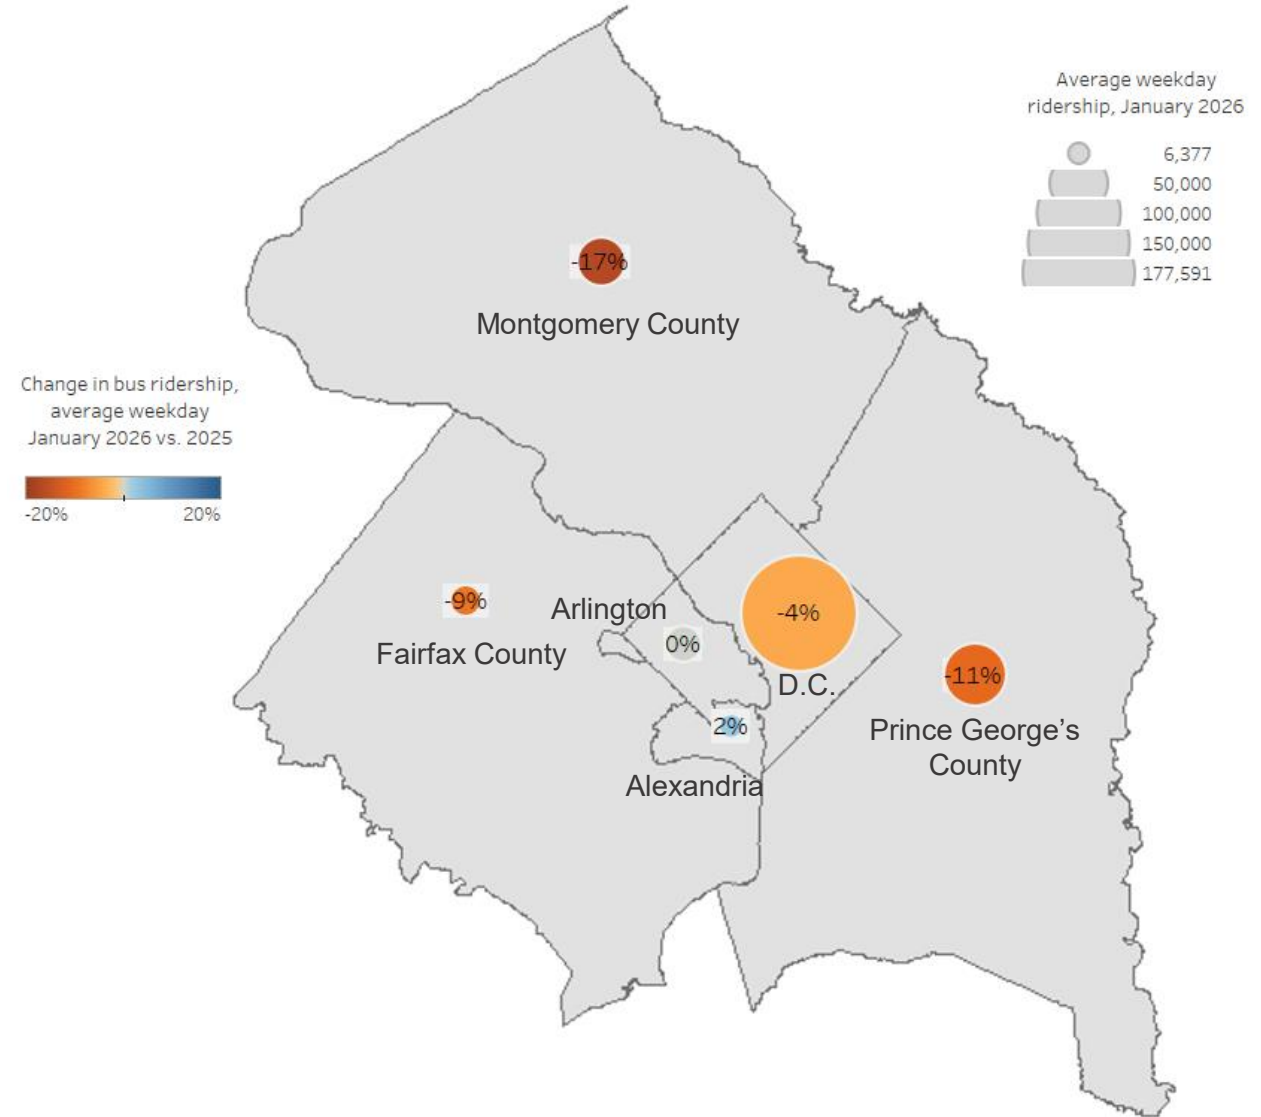 Average weekday
ridership, January 2026
6,377
50,000
100,000
150,000
177,591
-17%
Montgomery County
Change in bus ridership,
average weekday
January 2026 vs. 2025
-20%
20%
-9%
Fairfax County
Arlington
0%
-4%
D.C.
2%
Alexandria
-11%
Prince George’s
County